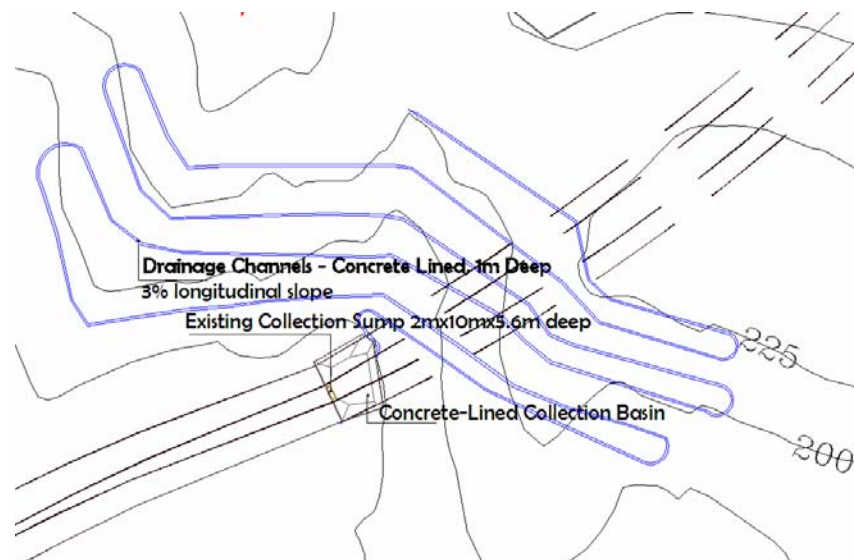 Drainage Channels - Concrete Lined, 1m Deep
3% longitudinal slope
Existing Collection Sump 2mx10mx5.6m deep
225
Concrete-Lined Collection Basin
200